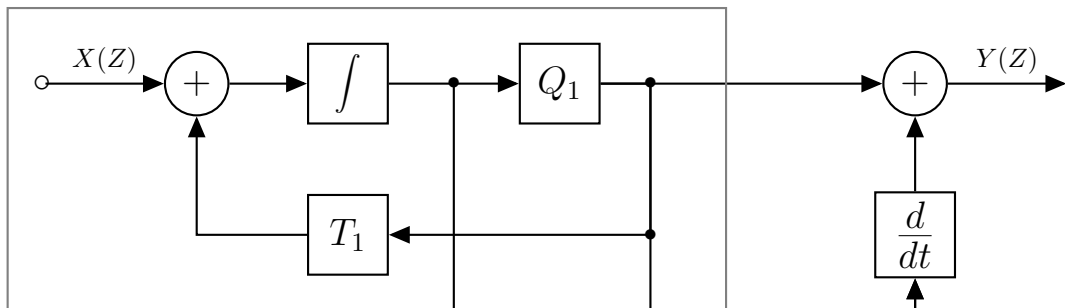 X(Z)
+
∫
Q₁
+
Y(Z)
T₁
d
dt